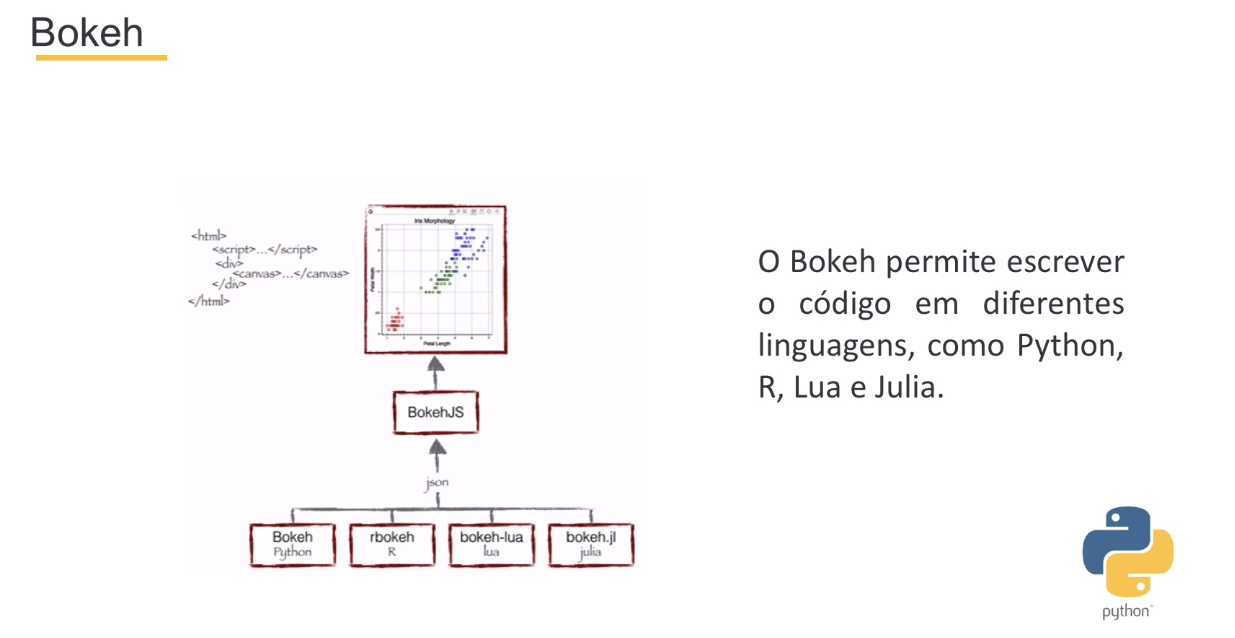 Bokeh
<html>
<script>...</script>
<div>
<canvas>...</canvas>
</div>
</html>
Iris Morphology
Petal Width
Petal Length
BokehJS
json
Bokeh
Python
rbokeh
R
bokeh-lua
lua
bokeh.jl
julia
O Bokeh permite escrever
o código em diferentes
linguagens, como Python,
R, Lua e Julia.
python